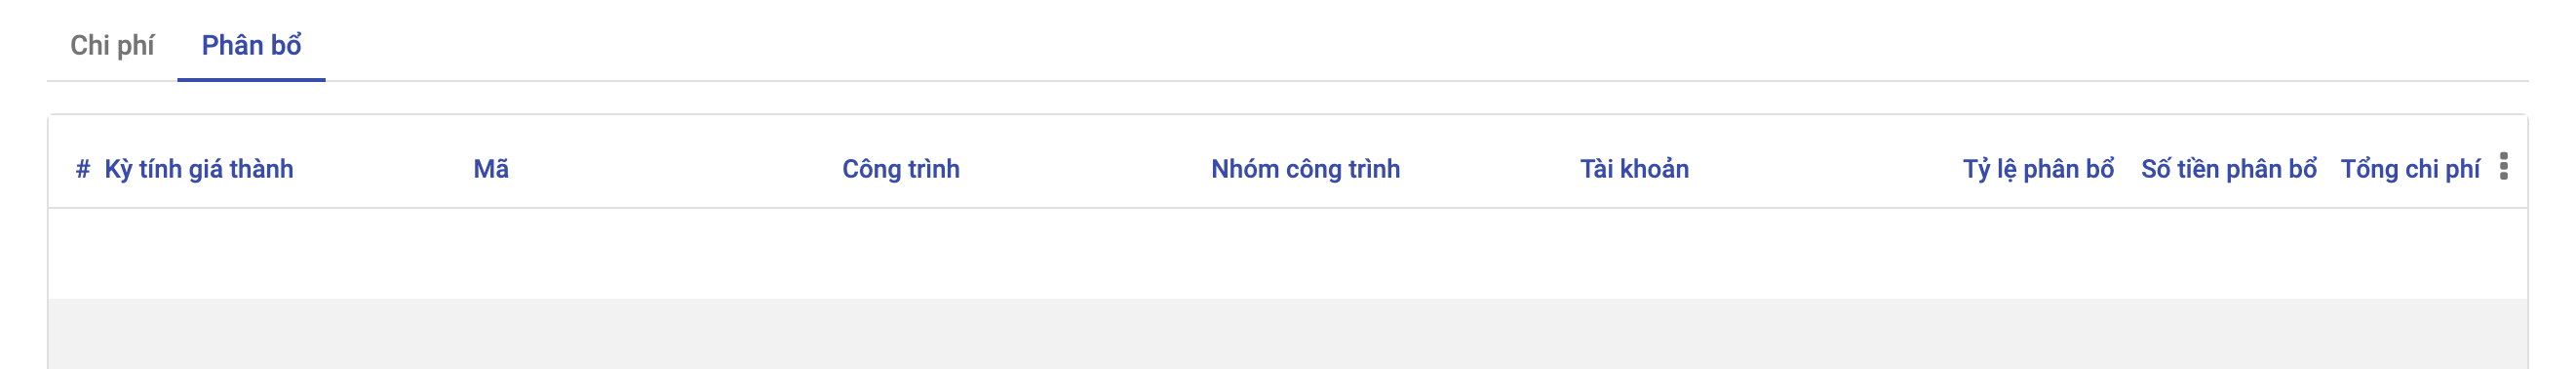 Chi phí Phân bổ
# Kỳ tính giá thành Mã Công trình Nhóm công trình Tài khoản Tỷ lệ phân bổ Số tiền phân bổ Tổng chi phí